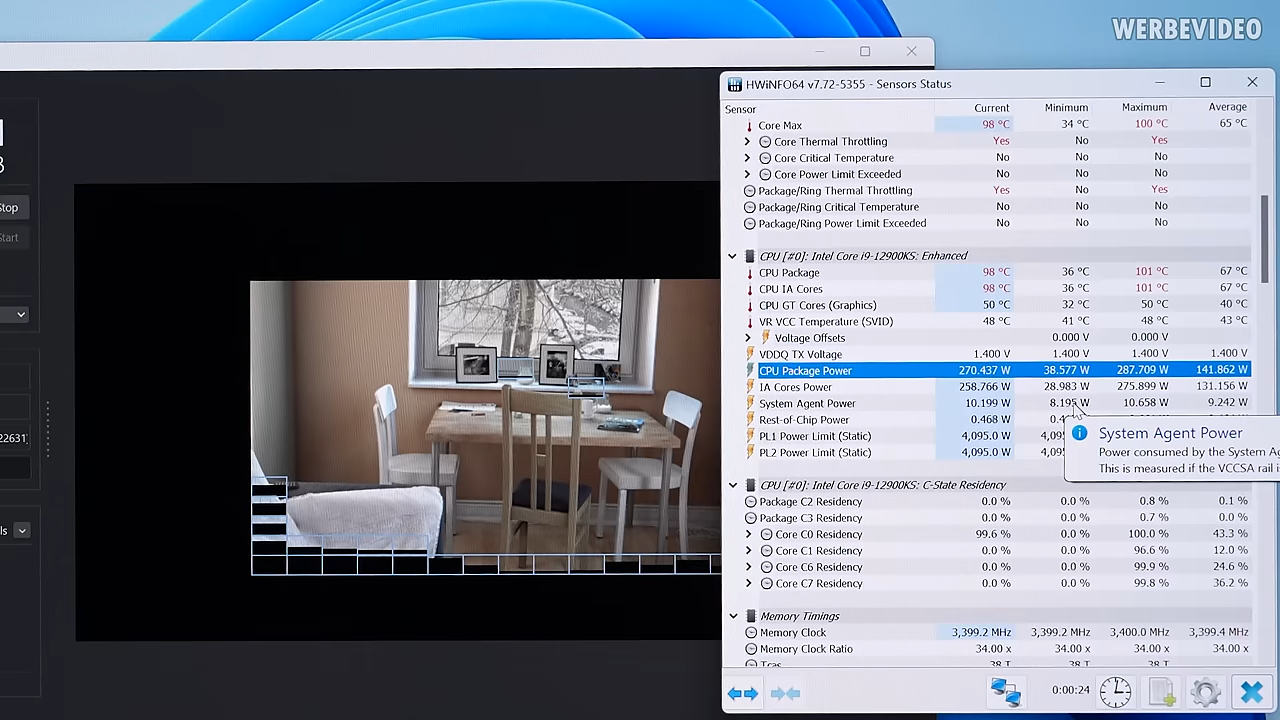 WERBEVIDEO
HWiNFO64 v7.72-5355 - Sensors Status
Sensor Current Minimum Maximum Average
Core Max 98 °C 34 °C 100 °C 65 °C
Core Thermal Throttling Yes No Yes
Core Critical Temperature No No No
Core Power Limit Exceeded No No No
Package/Ring Thermal Throttling Yes No Yes
Package/Ring Critical Temperature No No No
Package/Ring Power Limit Exceeded No No No
CPU [#0]: Intel Core i9-12900KS: Enhanced
CPU Package 98 °C 36 °C 101 °C 67 °C
CPU IA Cores 98 °C 36 °C 101 °C 67 °C
CPU GT Cores (Graphics) 50 °C 32 °C 50 °C 40 °C
VR VCC Temperature (SVID) 48 °C 41 °C 48 °C 43 °C
Voltage Offsets 0.000 V 0.000 V
VDDQ TX Voltage 1.400 V 1.400 V 1.400 V 1.400 V
CPU Package Power 270.437 W 38.577 W 287.709 W 141.862 W
IA Cores Power 258.766 W 28.983 W 275.899 W 131.156 W
System Agent Power 10.199 W 8.195 W 10.658 W 9.242 W
Rest-of-Chip Power 0.468 W
PL1 Power Limit (Static) 4,095.0 W
PL2 Power Limit (Static) 4,095.0 W
System Agent Power
Power consumed by the System
This is measured if the VCCSA rail
CPU [#0]: Intel Core i9-12900KS: C-State Residency
Package C2 Residency 0.0 % 0.0 % 0.8 % 0.1 %
Package C3 Residency 0.0 % 0.0 % 0.7 % 0.0 %
Core C0 Residency 99.6 % 0.6 % 100.0 % 43.3 %
Core C1 Residency 0.4 % 0.0 % 96.6 % 12.0 %
Core C6 Residency 0.0 % 0.0 % 99.9 % 24.6 %
Core C7 Residency 0.0 % 0.0 % 99.8 % 36.2 %
Memory Timings
Memory Clock 3,399.2 MHz 3,399.2 MHz 3,400.0 MHz 3,399.4 MHz
Memory Clock Ratio 34.00 x 34.00 x 34.00 x 34.00 x
0:00:24
Stop
Start
22631